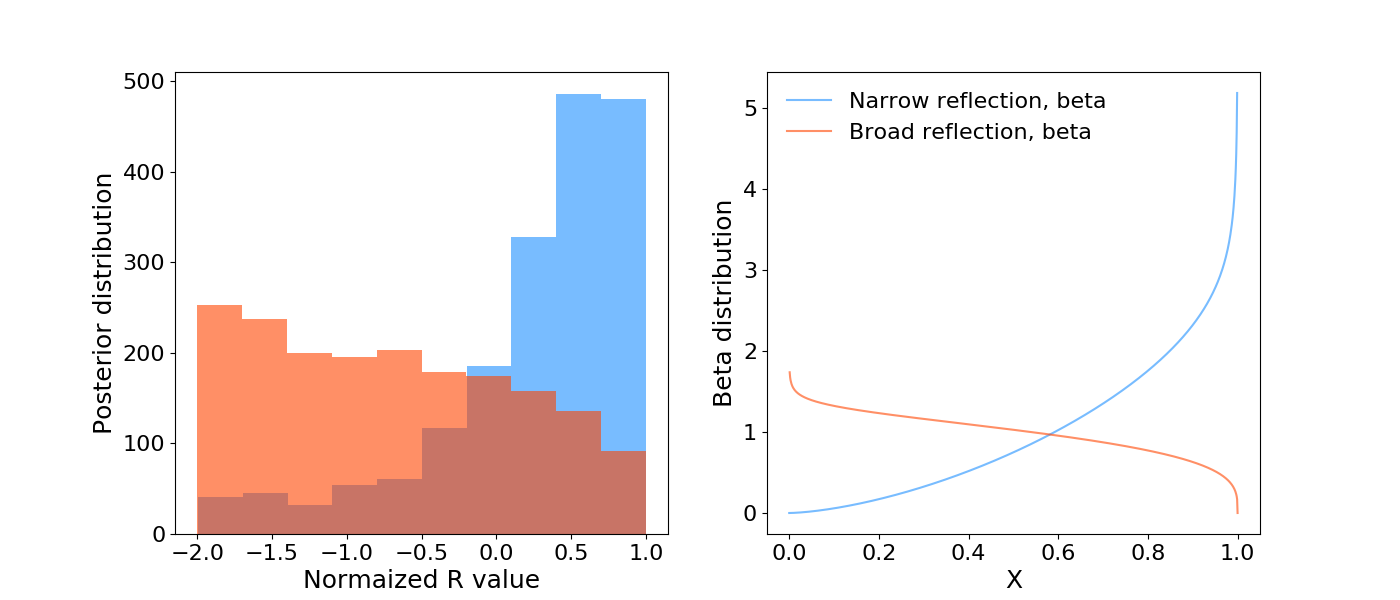 500
400
300
200
100
0
Posterior distribution
−2.0 −1.5 −1.0 −0.5 0.0 0.5 1.0
Normaized R value
Narrow reflection, beta
Broad reflection, beta
5
4
3
2
1
0
Beta distribution
0.0 0.2 0.4 0.6 0.8 1.0
X